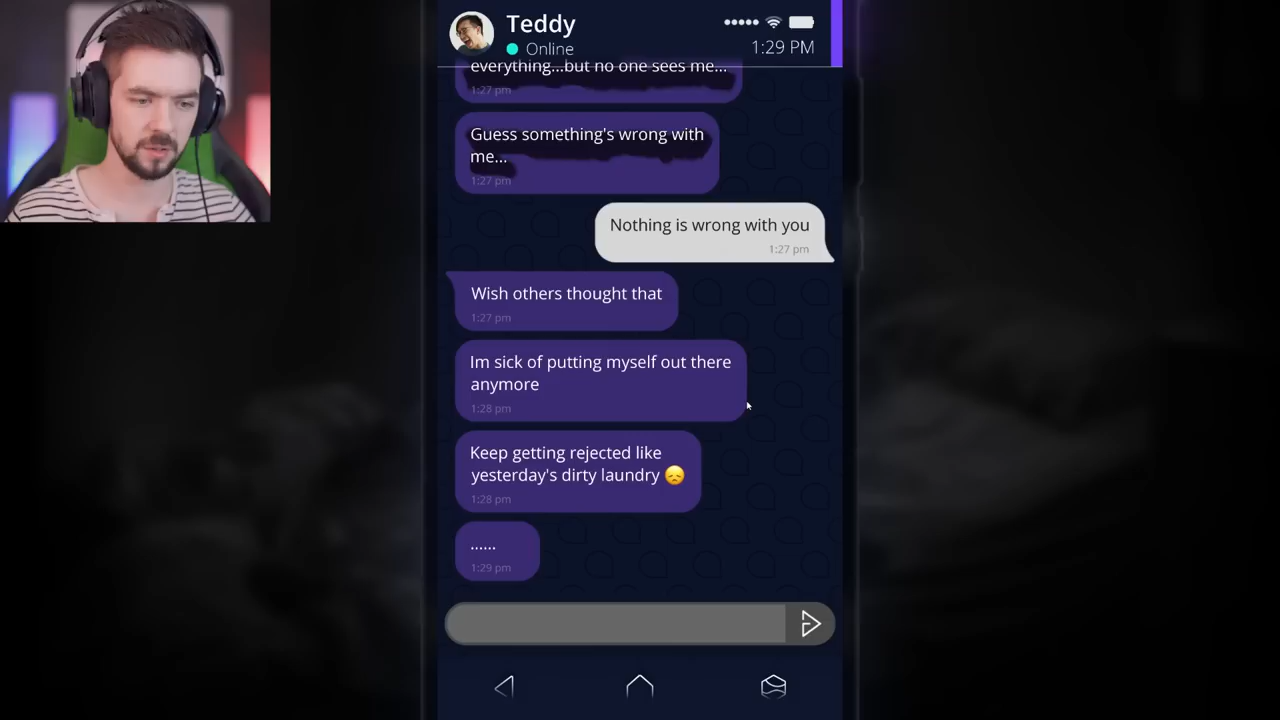 Teddy
Online
1:29 PM
everything...but no one sees me...
1:27 pm
Guess something's wrong with
me...
1:27 pm
Nothing is wrong with you
1:27 pm
Wish others thought that
1:27 pm
Im sick of putting myself out there
anymore
1:28 pm
Keep getting rejected like
yesterday's dirty laundry 😞
1:28 pm
......
1:29 pm